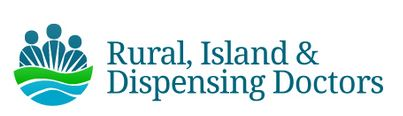 Rural, Island &
Dispensing Doctors